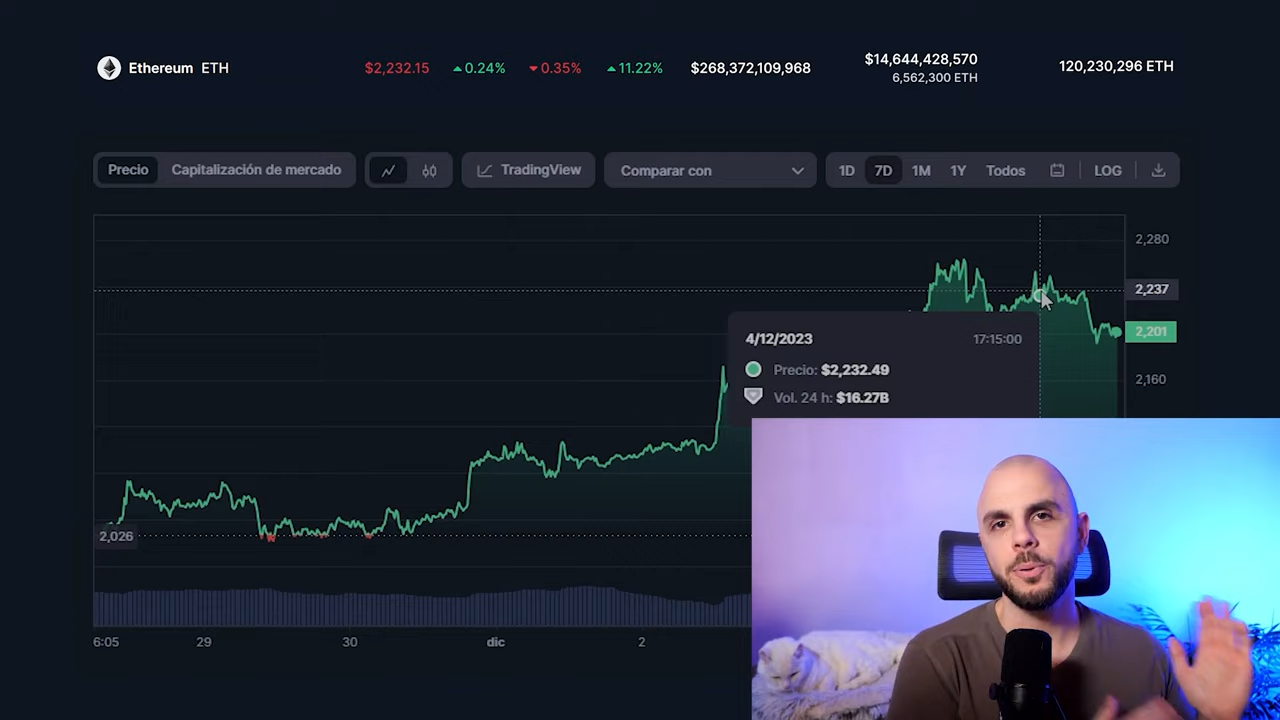 Ethereum ETH $2,232.15 0.24% 0.35% 11.22% $268,372,109,968 $14,644,428,570 120,230,296 ETH
6,562,300 ETH
Precio Capitalización de mercado TradingView Comparar con 1D 7D 1M 1Y Todos LOG
2,280
2,237
2,201
4/12/2023 17:15:00
Precio: $2,232.49
2,160
Vol. 24 h: $16.27B
2,026
6:05 29 30 dic 2